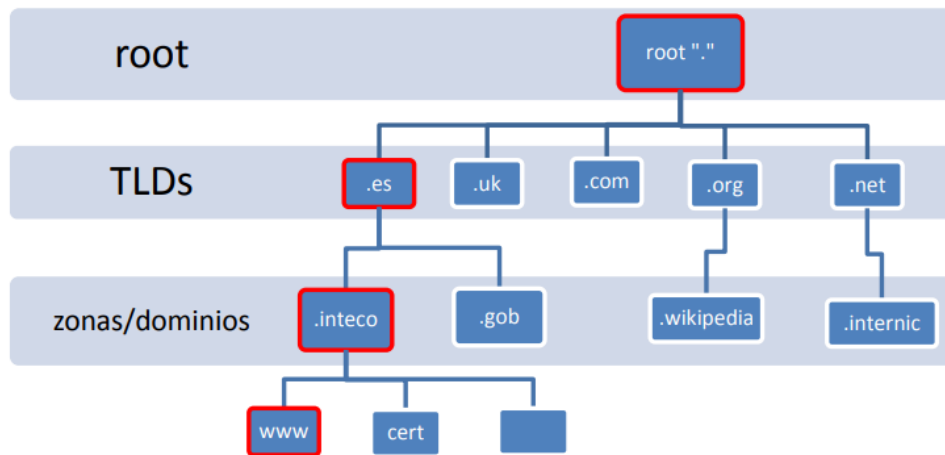 root
root "."
TLDs
.es
.uk
.com
.org
.net
zonas/dominios
.inteco
.gob
.wikipedia
.internic
www
cert